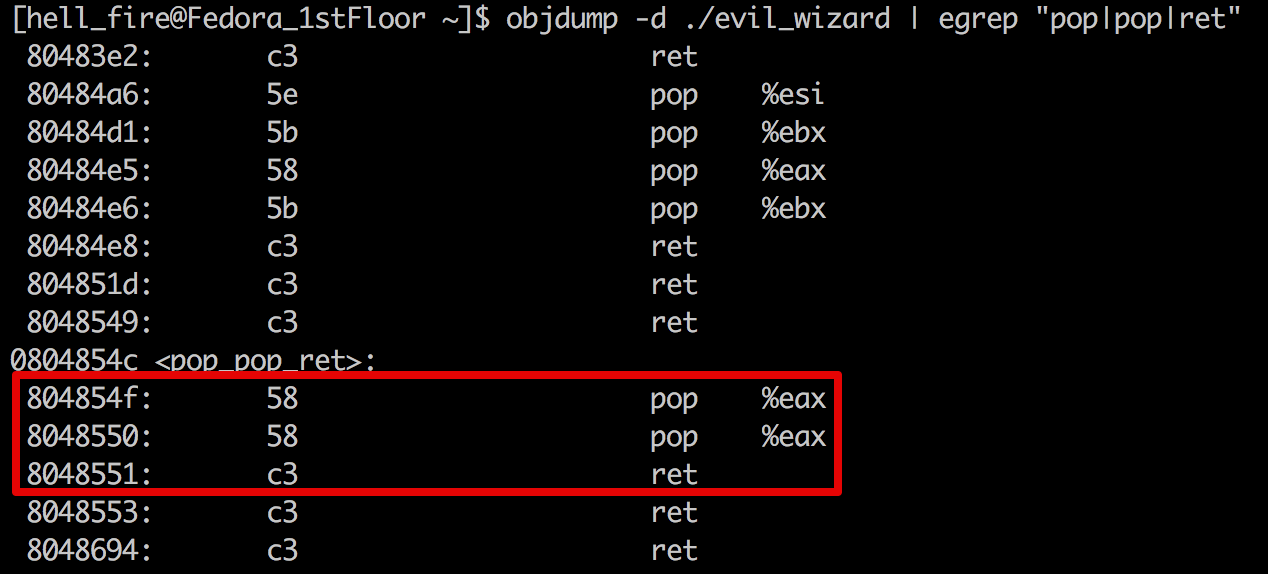 [hell_fire@Fedora_1stFloor ~]$ objdump -d ./evil_wizard | egrep "pop|pop|ret"
80483e2: c3 ret
80484a6: 5e pop %esi
80484d1: 5b pop %ebx
80484e5: 58 pop %eax
80484e6: 5b pop %ebx
80484e8: c3 ret
804851d: c3 ret
8048549: c3 ret
0804854c <pop_pop_ret>:
804854f: 58 pop %eax
8048550: 58 pop %eax
8048551: c3 ret
8048553: c3 ret
8048694: c3 ret